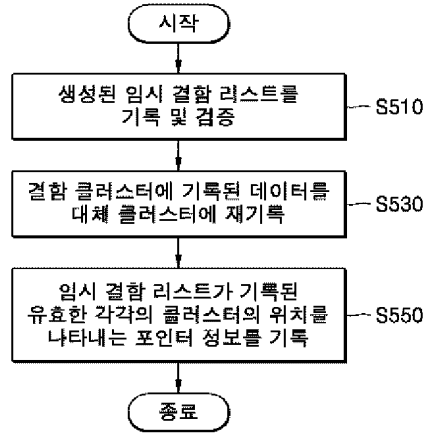 시작
생성된 임시 결함 리스트를
기록 및 검증
S510
결함 클러스터에 기록된 데이터를
대체 클러스터에 재기록
S530
임시 결함 리스트가 기록된
유효한 각각의 클러스터의 위치를
나타내는 포인터 정보를 기록
S550
종료